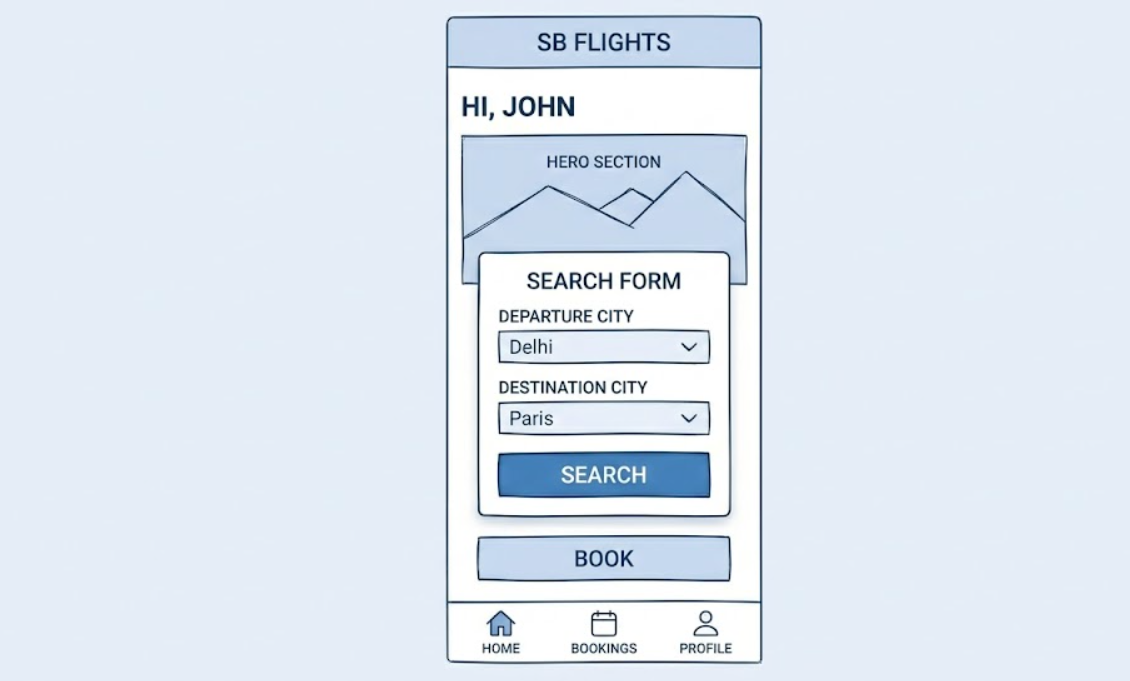 SB FLIGHTS
HI, JOHN
HERO SECTION
SEARCH FORM
DEPARTURE CITY
Delhi
DESTINATION CITY
Paris
SEARCH
BOOK
HOME
BOOKINGS
PROFILE